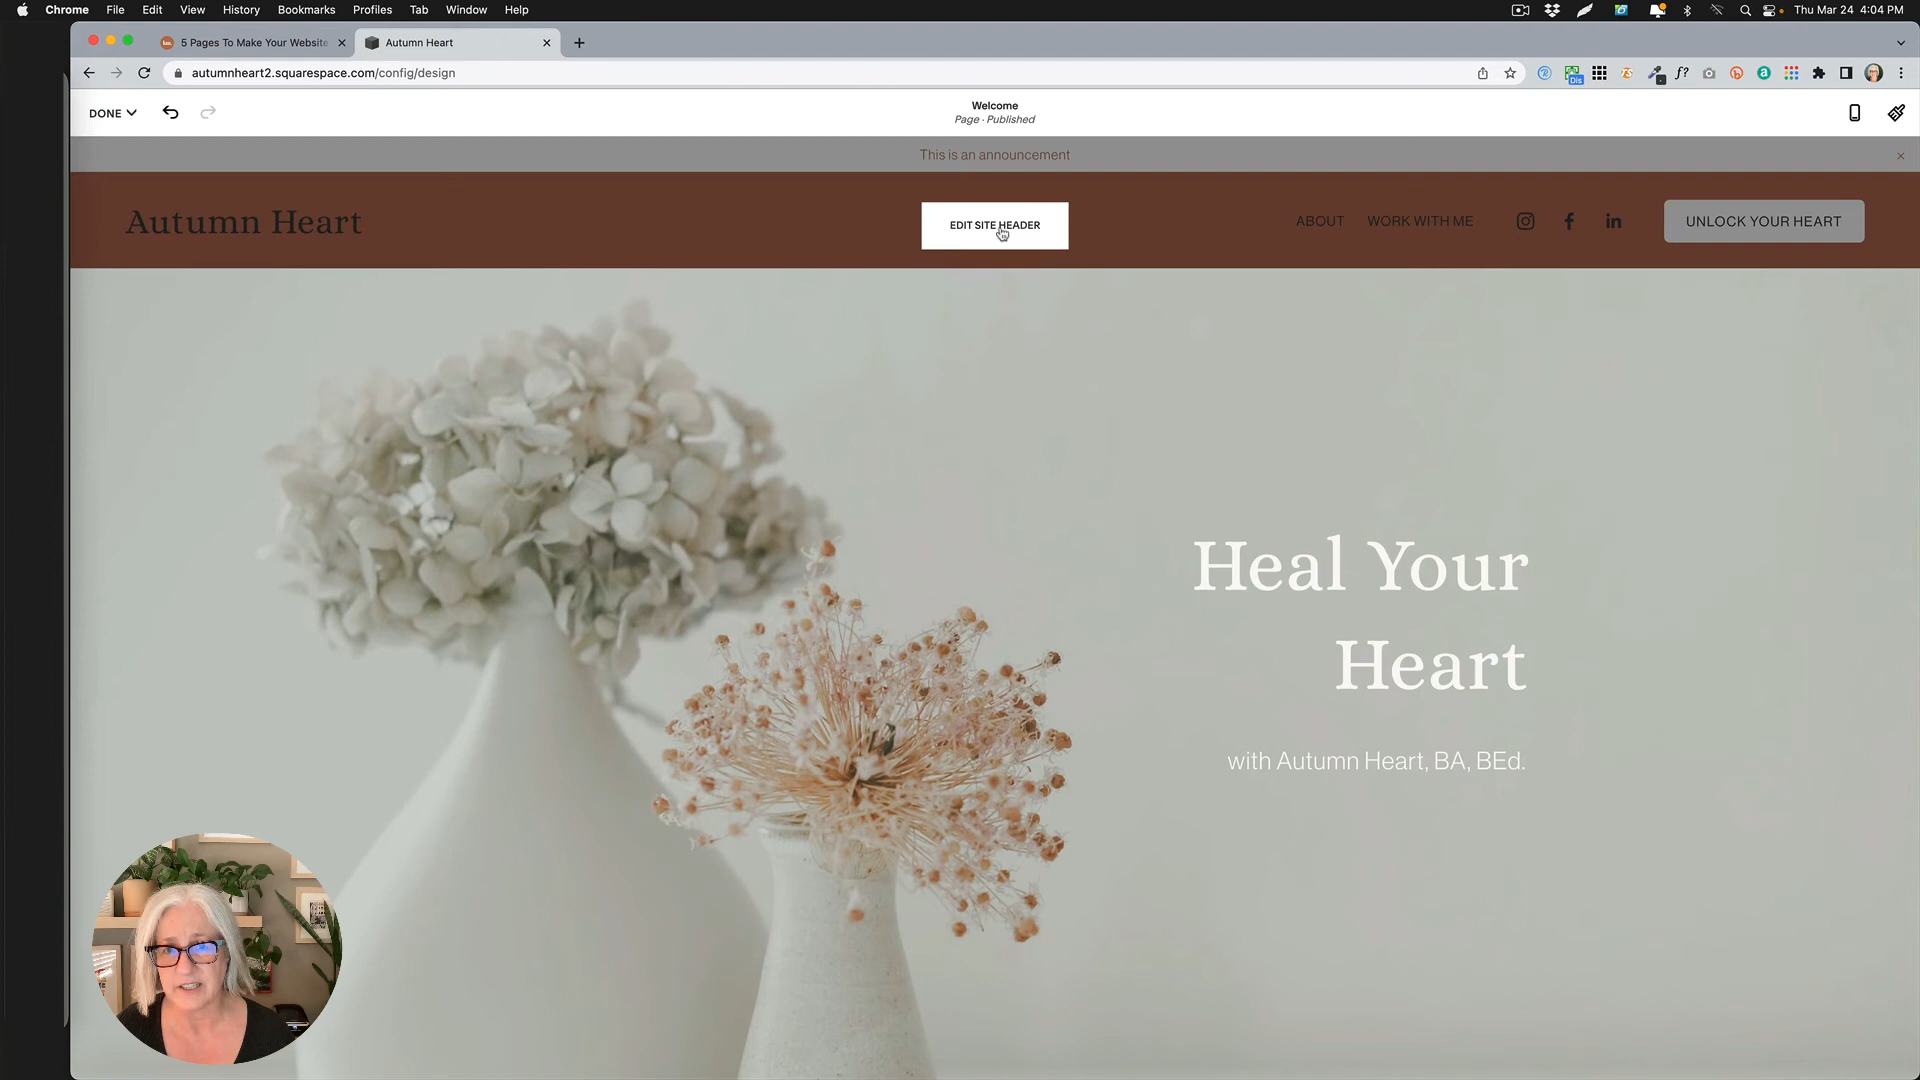 Chrome File Edit View History Bookmarks Profiles Tab Window Help
Thu Mar 24 4:04 PM
5 Pages To Make Your Website
Autumn Heart
autumnheart2.squarespace.com/config/design
Dis
f?
DONE
Welcome
Page · Published
This is an announcement
Autumn Heart
EDIT SITE HEADER
ABOUT WORK WITH ME
UNLOCK YOUR HEART
Heal Your
Heart
with Autumn Heart, BA, BEd.